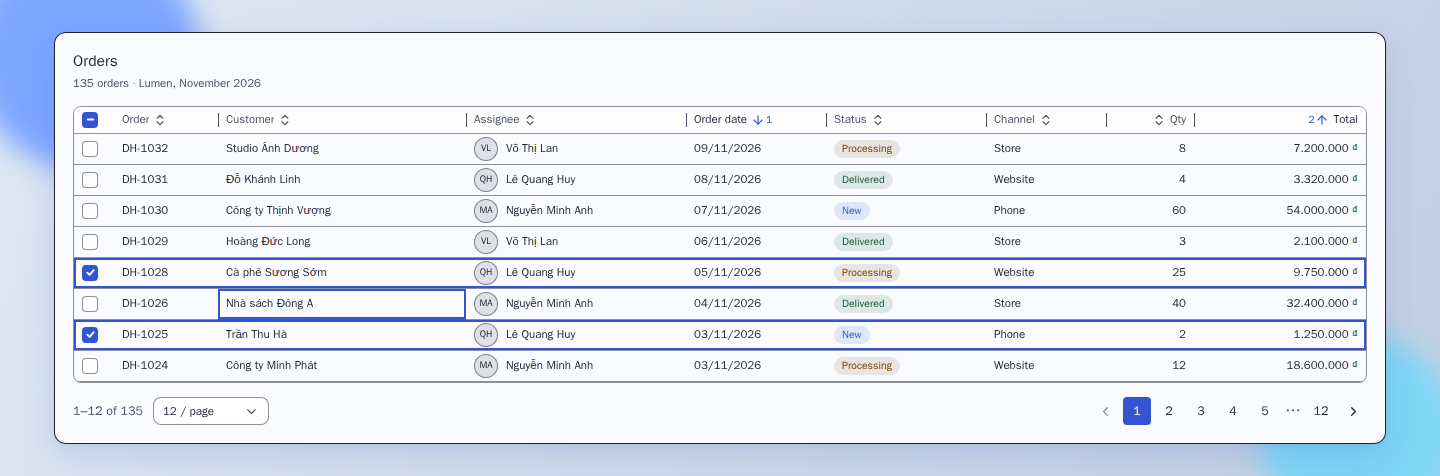 Orders
135 orders · Lumen, November 2026
Order Customer Assignee Order date 1 Status Channel Qty 2 Total
DH-1032 Studio Ánh Dương VL Võ Thị Lan 09/11/2026 Processing Store 8 7.200.000 ₫
DH-1031 Đỗ Khánh Linh QH Lê Quang Huy 08/11/2026 Delivered Website 4 3.320.000 ₫
DH-1030 Công ty Thịnh Vượng MA Nguyễn Minh Anh 07/11/2026 New Phone 60 54.000.000 ₫
DH-1029 Hoàng Đức Long VL Võ Thị Lan 06/11/2026 Delivered Store 3 2.100.000 ₫
DH-1028 Cà phê Sương Sớm QH Lê Quang Huy 05/11/2026 Processing Website 25 9.750.000 ₫
DH-1026 Nhà sách Đông A MA Nguyễn Minh Anh 04/11/2026 Delivered Store 40 32.400.000 ₫
DH-1025 Trần Thu Hà QH Lê Quang Huy 03/11/2026 New Phone 2 1.250.000 ₫
DH-1024 Công ty Minh Phát MA Nguyễn Minh Anh 03/11/2026 Processing Website 12 18.600.000 ₫
1–12 of 135 12 / page 1 2 3 4 5 ··· 12